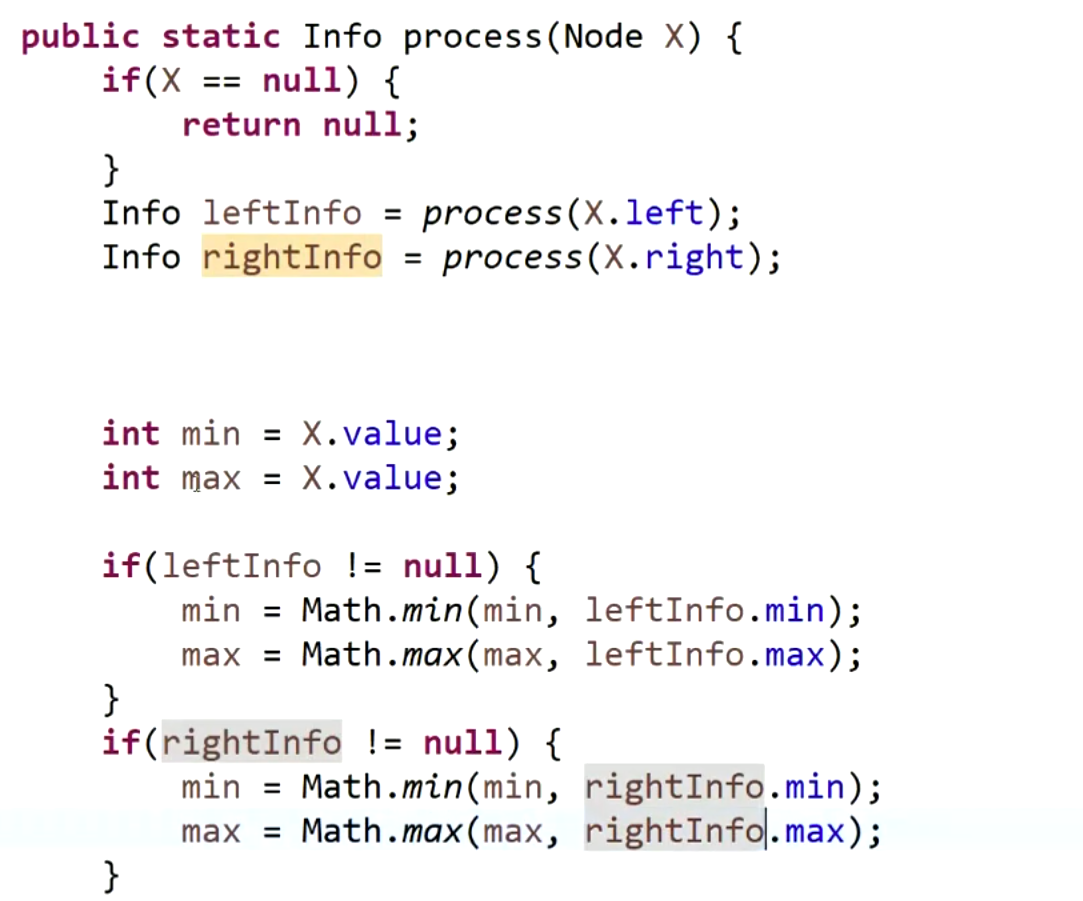 public static Info process(Node X) {
    if(X == null) {
        return null;
    }
    Info leftInfo = process(X.left);
    Info rightInfo = process(X.right);
    int min = X.value;
    int max = X.value;
    if(leftInfo != null) {
        min = Math.min(min, leftInfo.min);
        max = Math.max(max, leftInfo.max);
    }
    if(rightInfo != null) {
        min = Math.min(min, rightInfo.min);
        max = Math.max(max, rightInfo.max);
    }